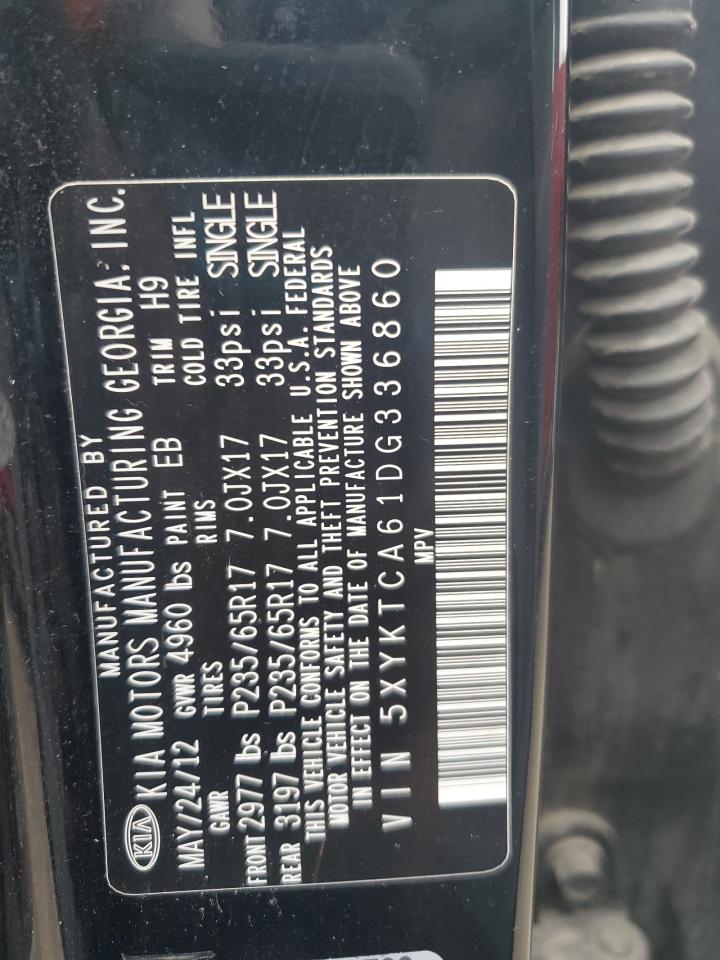 MANUFACTURED BY
KIA KIA MOTORS MANUFACTURING GEORGIA. INC.
MAY/24/12 GVWR 4960 lbs PAINT EB TRIM H9
GAWR TIRES RIMS COLD TIRE INFL
FRONT 2977 lbs P235/65R17 7.0JX17 33psi SINGLE
REAR 3197 lbs P235/65R17 7.0JX17 33psi SINGLE
THIS VEHICLE CONFORMS TO ALL APPLICABLE U.S.A. FEDERAL
MOTOR VEHICLE SAFETY AND THEFT PREVENTION STANDARDS
IN EFFECT ON THE DATE OF MANUFACTURE SHOWN ABOVE
VIN 5XYKTCA61DG336860
MPV